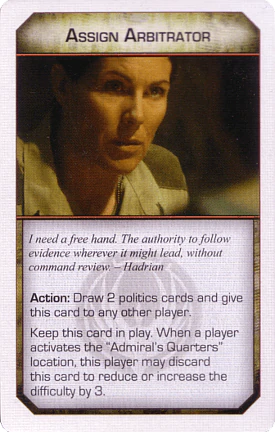 Assign Arbitrator
I need a free hand. The authority to follow
evidence wherever it might lead, without
command review. – Hadrian
Action: Draw 2 politics cards and give
this card to any other player.
Keep this card in play. When a player
activates the "Admiral's Quarters"
location, this player may discard
this card to reduce or increase the
difficulty by 3.